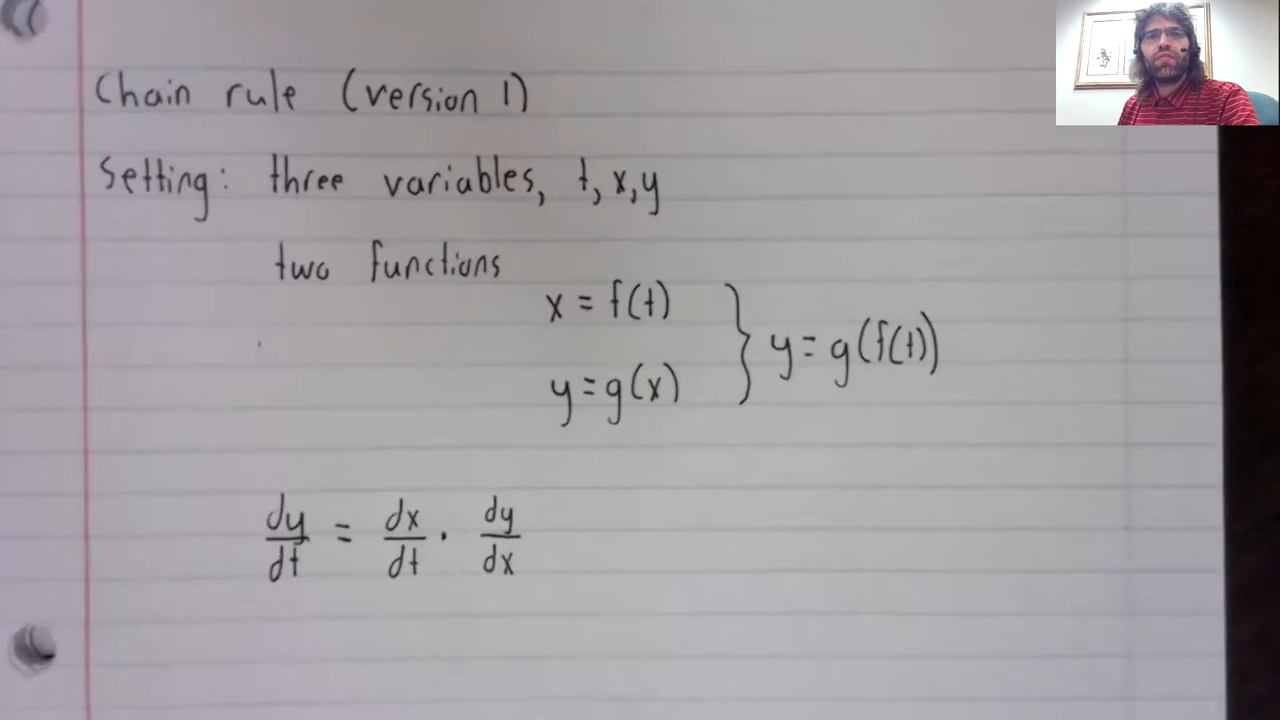 Chain rule (version 1)
Setting: three variables, t, x, y
two functions
x = f(t)
y = g(x)
y = g(f(t))
dy/dt = dx/dt · dy/dx